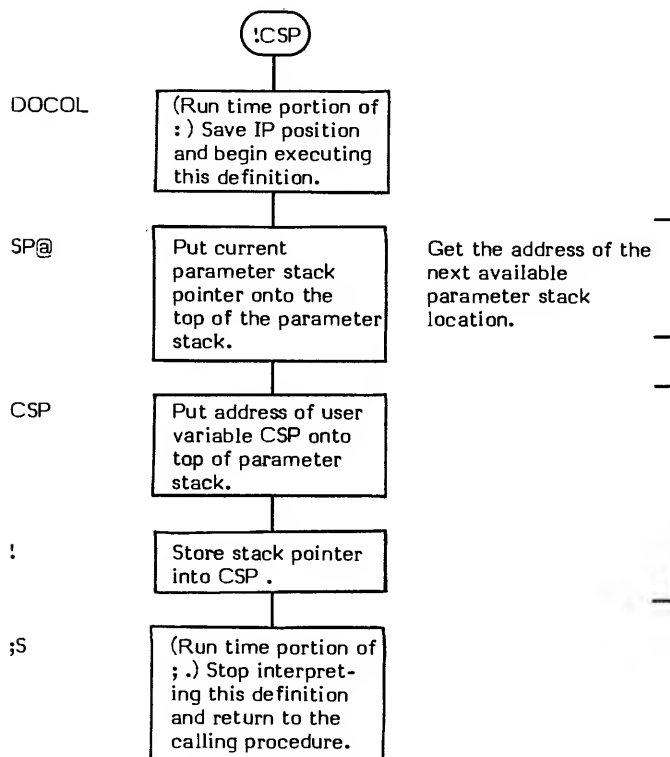 !CSP
DOCOL
(Run time portion of
: ) Save IP position
and begin executing
this definition.
SP@
Put current
parameter stack
pointer onto the
top of the parameter
stack.
Get the address of the
next available
parameter stack
location.
CSP
Put address of user
variable CSP onto
top of parameter
stack.
!
Store stack pointer
into CSP .
;S
(Run time portion of
; .) Stop interpret-
ing this definition
and return to the
calling procedure.